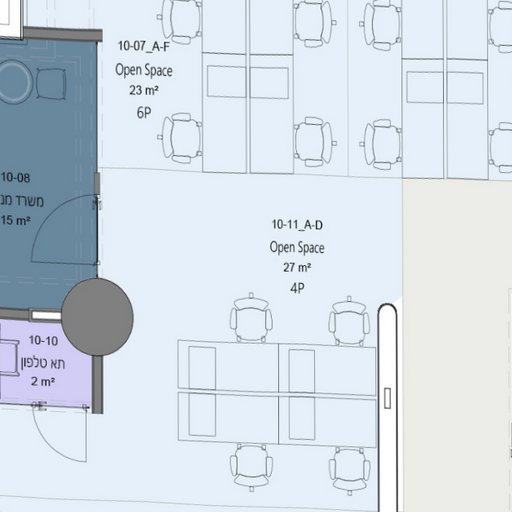 10-07_A-F
Open Space
23 m²
6P
10-08
משרד
15 m²
10-11_A-D
Open Space
27 m²
4P
10-10
תא טלפון
2 m²